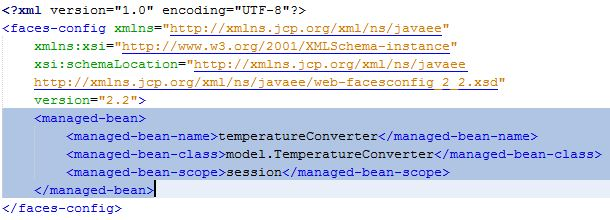 <?xml version="1.0" encoding="UTF-8"?>
<faces-config xmlns="http://xmlns.jcp.org/xml/ns/javaee"
xmlns:xsi="http://www.w3.org/2001/XMLSchema-instance"
xsi:schemaLocation="http://xmlns.jcp.org/xml/ns/javaee
http://xmlns.jcp.org/xml/ns/javaee/web-facesconfig_2_2.xsd"
version="2.2">
<managed-bean>
<managed-bean-name>temperatureConverter</managed-bean-name>
<managed-bean-class>model.TemperatureConverter</managed-bean-class>
<managed-bean-scope>session</managed-bean-scope>
</managed-bean>
</faces-config>